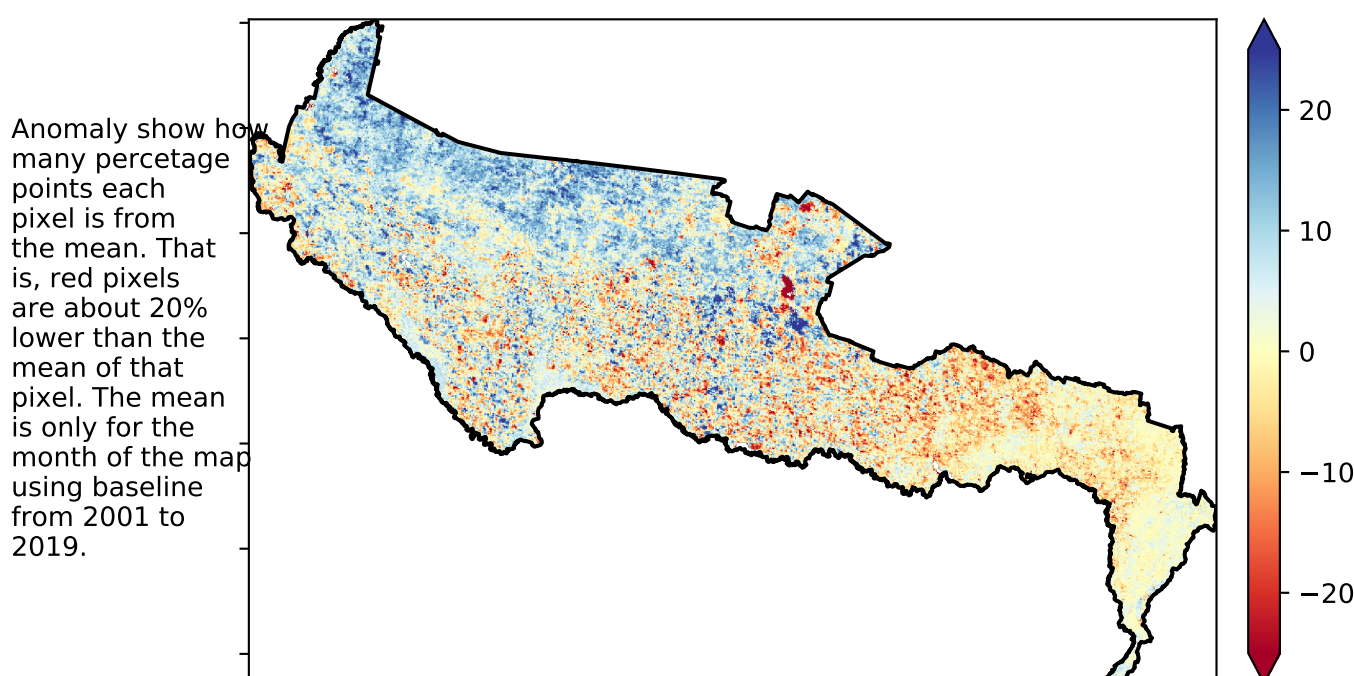 Anomaly show how
many percetage
points each
pixel is from
the mean. That
is, red pixels
are about 20%
lower than the
mean of that
pixel. The mean
is only for the
month of the map
using baseline
from 2001 to
2019.
20
10
0
−10
−20